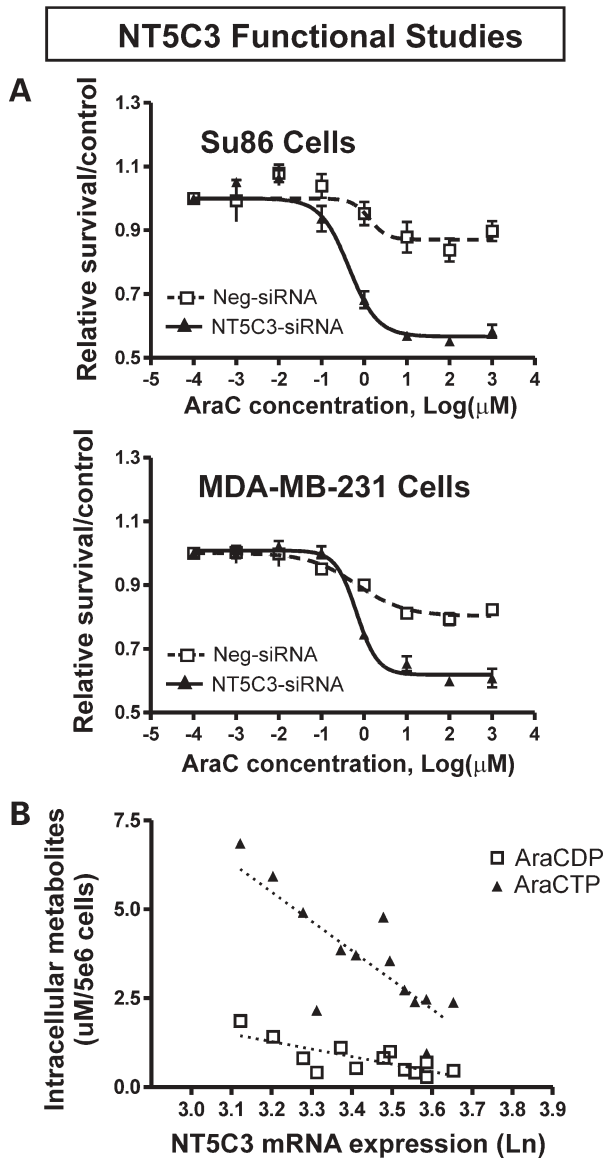 NT5C3 Functional Studies
A
Relative survival/control
1.3
1.1
0.9
0.7
0.5
Su86 Cells
Neg-siRNA
NT5C3-siRNA
-5 -4 -3 -2 -1 0 1 2 3 4
AraC concentration, Log(μM)
Relative survival/control
1.3
1.1
0.9
0.7
0.5
MDA-MB-231 Cells
Neg-siRNA
NT5C3-siRNA
-5 -4 -3 -2 -1 0 1 2 3 4
AraC concentration, Log(μM)
B
Intracellular metabolites
(uM/5e6 cells)
7.5
5.0
2.5
0.0
AraCDP
AraCTP
3.0 3.1 3.2 3.3 3.4 3.5 3.6 3.7 3.8 3.9
NT5C3 mRNA expression (Ln)